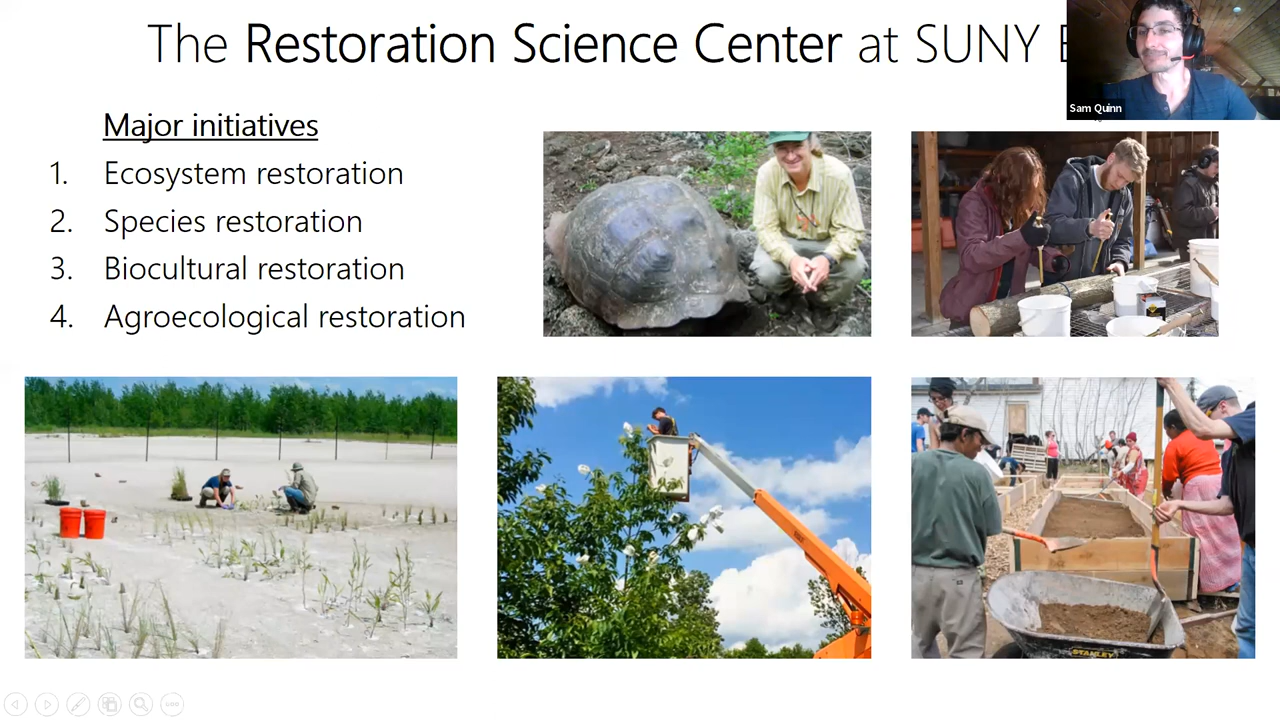 The Restoration Science Center at SUNY
Sam Quinn
Major initiatives
1. Ecosystem restoration
2. Species restoration
3. Biocultural restoration
4. Agroecological restoration
STANLEY